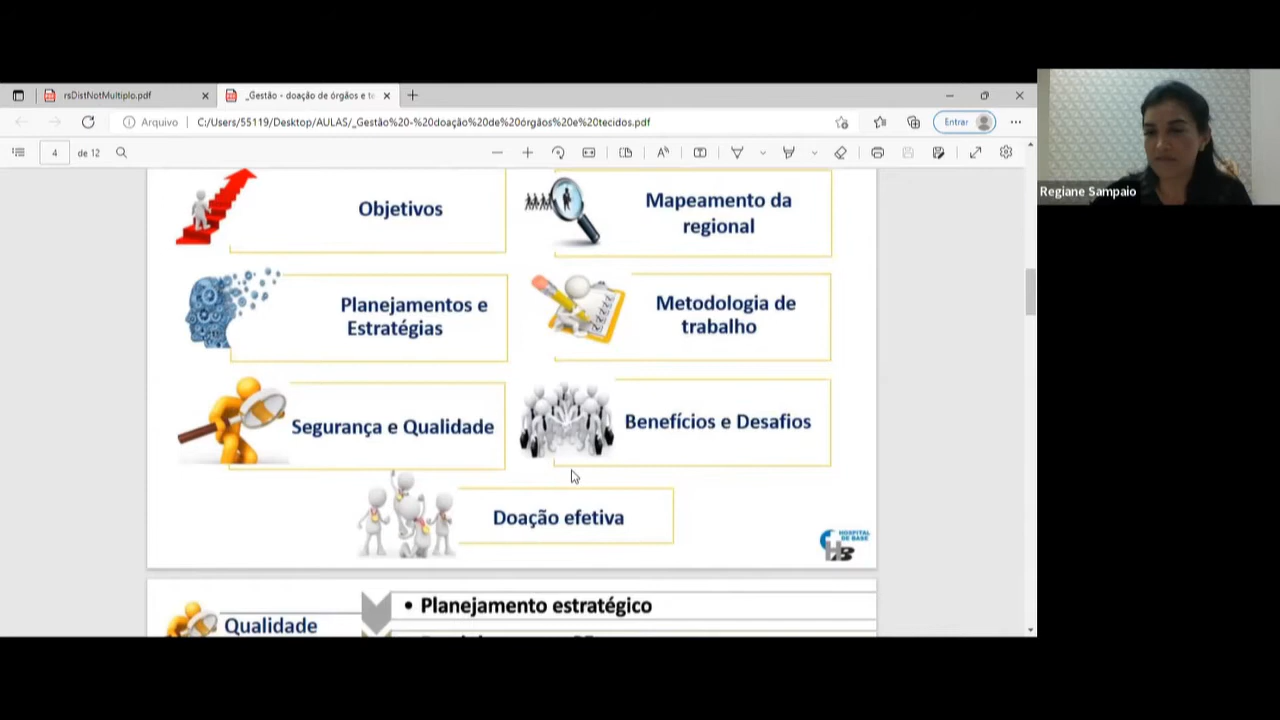 rsDistNotMultiplo.pdf
_Gestão - doação de órgãos e te
Arquivo
C:/Users/55119/Desktop/AULAS/_Gestão%20-%20doação%20de%20órgãos%20e%20tecidos.pdf
Entrar
4
de 12
Regiane Sampaio
Objetivos
Mapeamento da
regional
Planejamentos e
Estratégias
Metodologia de
trabalho
Segurança e Qualidade
Benefícios e Desafios
Doação efetiva
HOSPITAL
DE BASE
HB
Qualidade
• Planejamento estratégico